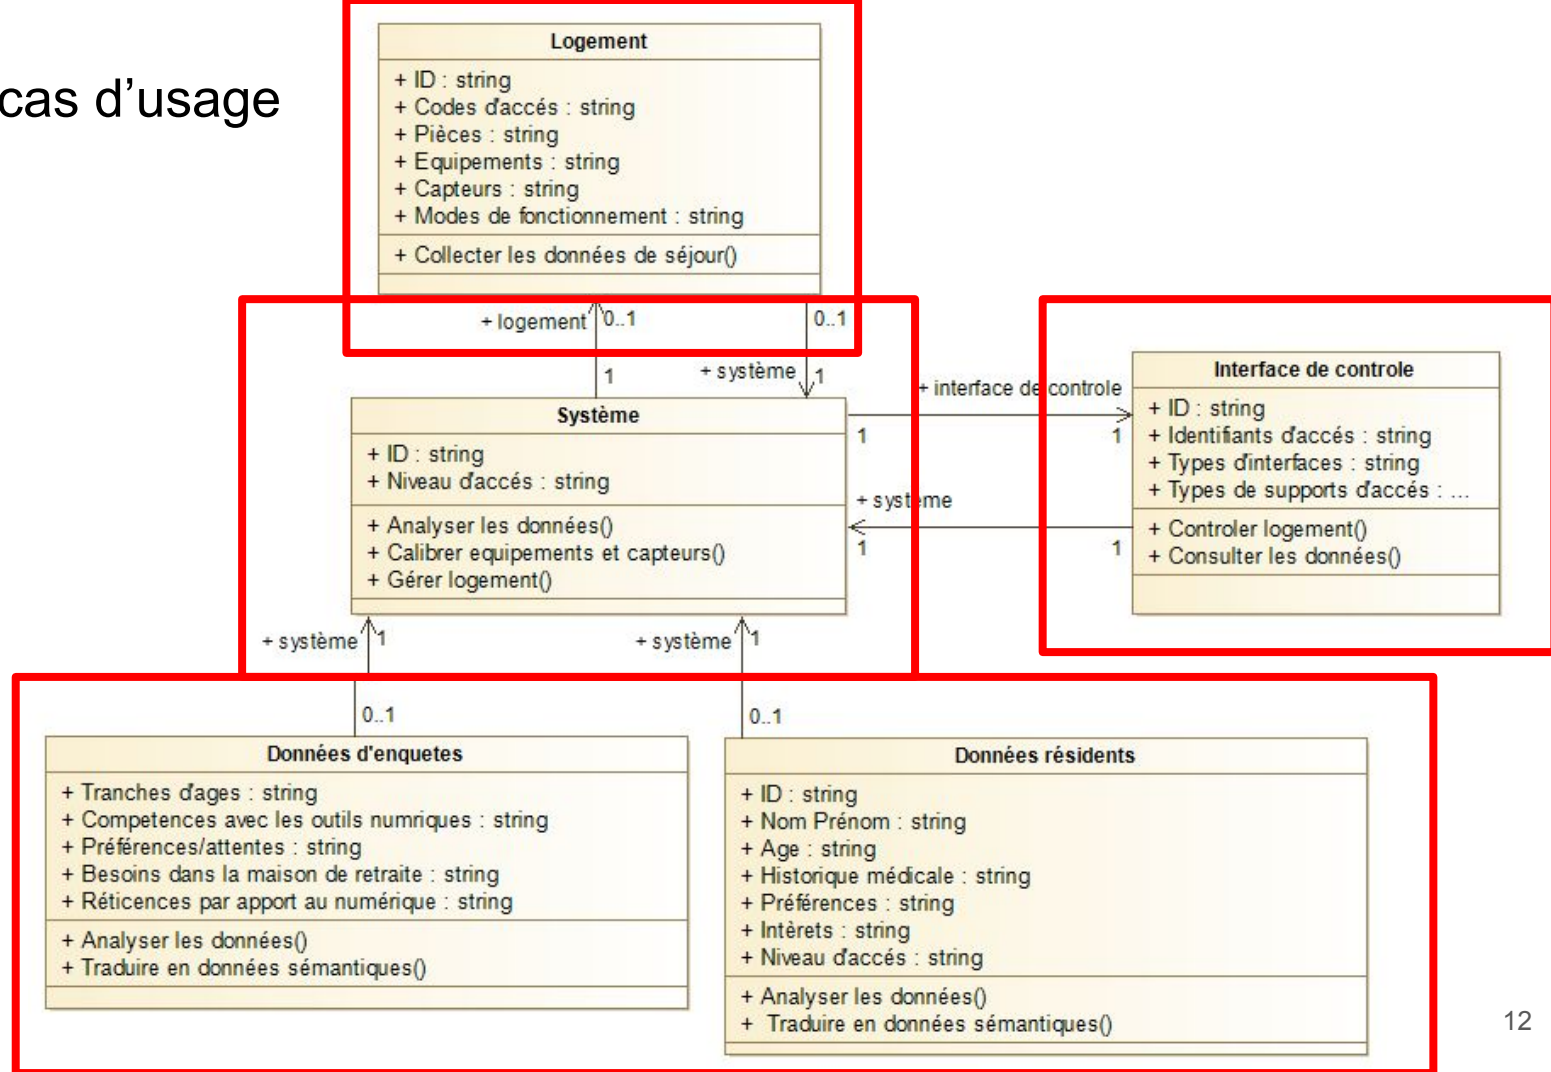 cas d’usage
Logement
+ ID : string
+ Codes d'accés : string
+ Pièces : string
+ Equipements : string
+ Capteurs : string
+ Modes de fonctionnement : string
+ Collecter les données de séjour()
+ logement 0..1
0..1
1
+ système 1
Système
+ ID : string
+ Niveau d'accés : string
+ Analyser les données()
+ Calibrer equipements et capteurs()
+ Gérer logement()
+ interface de controle
1
1
+ système
1
1
Interface de controle
+ ID : string
+ Identifiants d'accés : string
+ Types d'interfaces : string
+ Types de supports d'accés : ...
+ Controler logement()
+ Consulter les données()
+ système 1
+ système 1
0..1
0..1
Données d'enquetes
+ Tranches d'ages : string
+ Competences avec les outils numriques : string
+ Préférences/attentes : string
+ Besoins dans la maison de retraite : string
+ Réticences par apport au numérique : string
+ Analyser les données()
+ Traduire en données sémantiques()
Données résidents
+ ID : string
+ Nom Prénom : string
+ Age : string
+ Historique médicale : string
+ Préférences : string
+ Intèrets : string
+ Niveau d'accés : string
+ Analyser les données()
+ Traduire en données sémantiques()
12